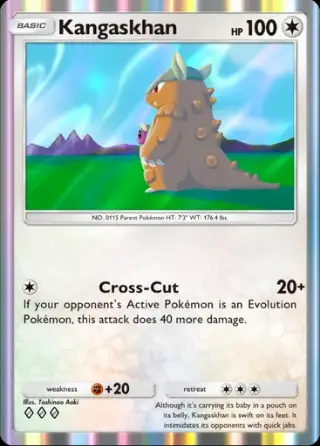 BASIC
Kangaskhan HP 100
NO. 0115 Parent Pokémon HT: 7'3" WT: 176.4 lbs
Cross-Cut 20+
If your opponent's Active Pokémon is an Evolution
Pokémon, this attack does 40 more damage.
weakness +20 retreat
Illus. Toshinao Aoki
Although it's carrying its baby in a pouch on
its belly, Kangaskhan is swift on its feet. It
intimidates its opponents with quick jabs.